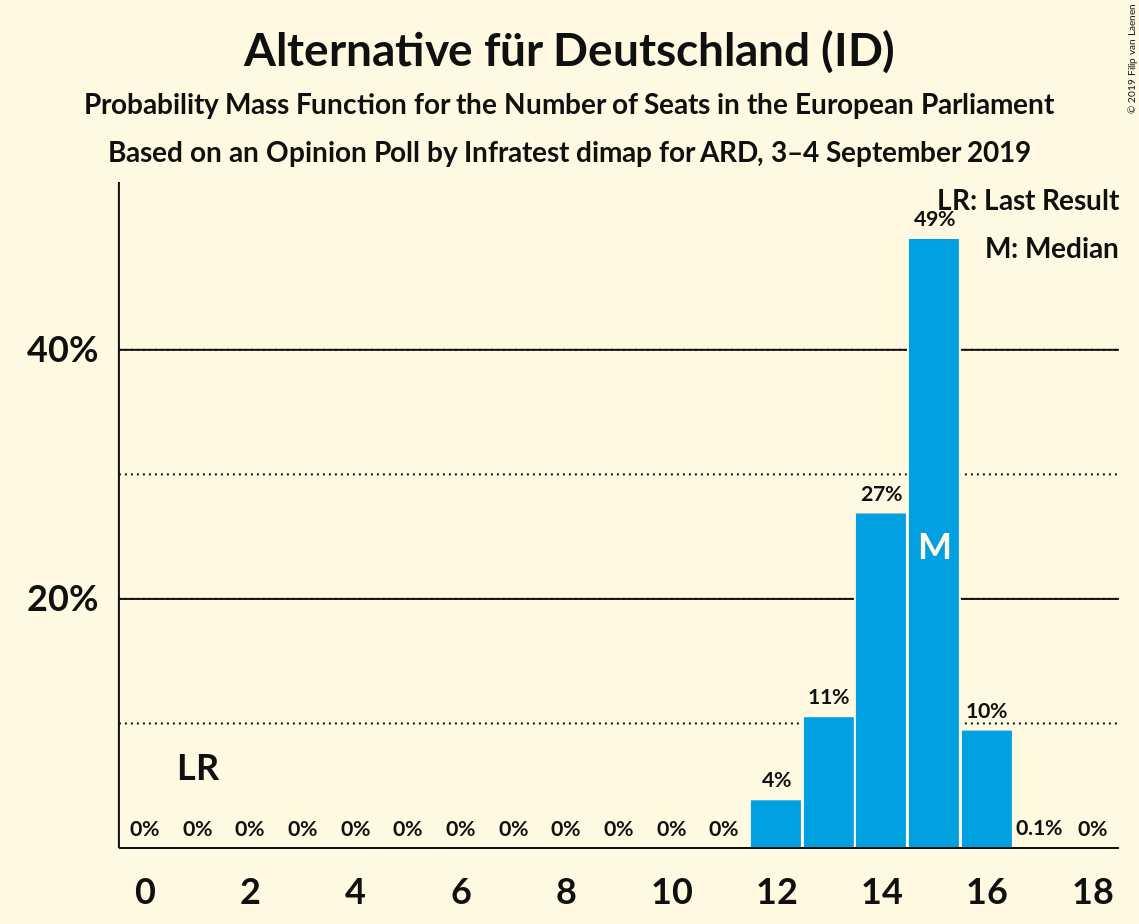 Alternative für Deutschland (ID)
Probability Mass Function for the Number of Seats in the European Parliament
Based on an Opinion Poll by Infratest dimap for ARD, 3–4 September 2019
© 2019 Filip van Laenen
LR: Last Result
M: Median
49%
40%
27%
M
20%
11%
10%
LR
4%
0% 0% 0% 0% 0% 0% 0% 0% 0% 0% 0% 0% 0.1% 0%
0 2 4 6 8 10 12 14 16 18